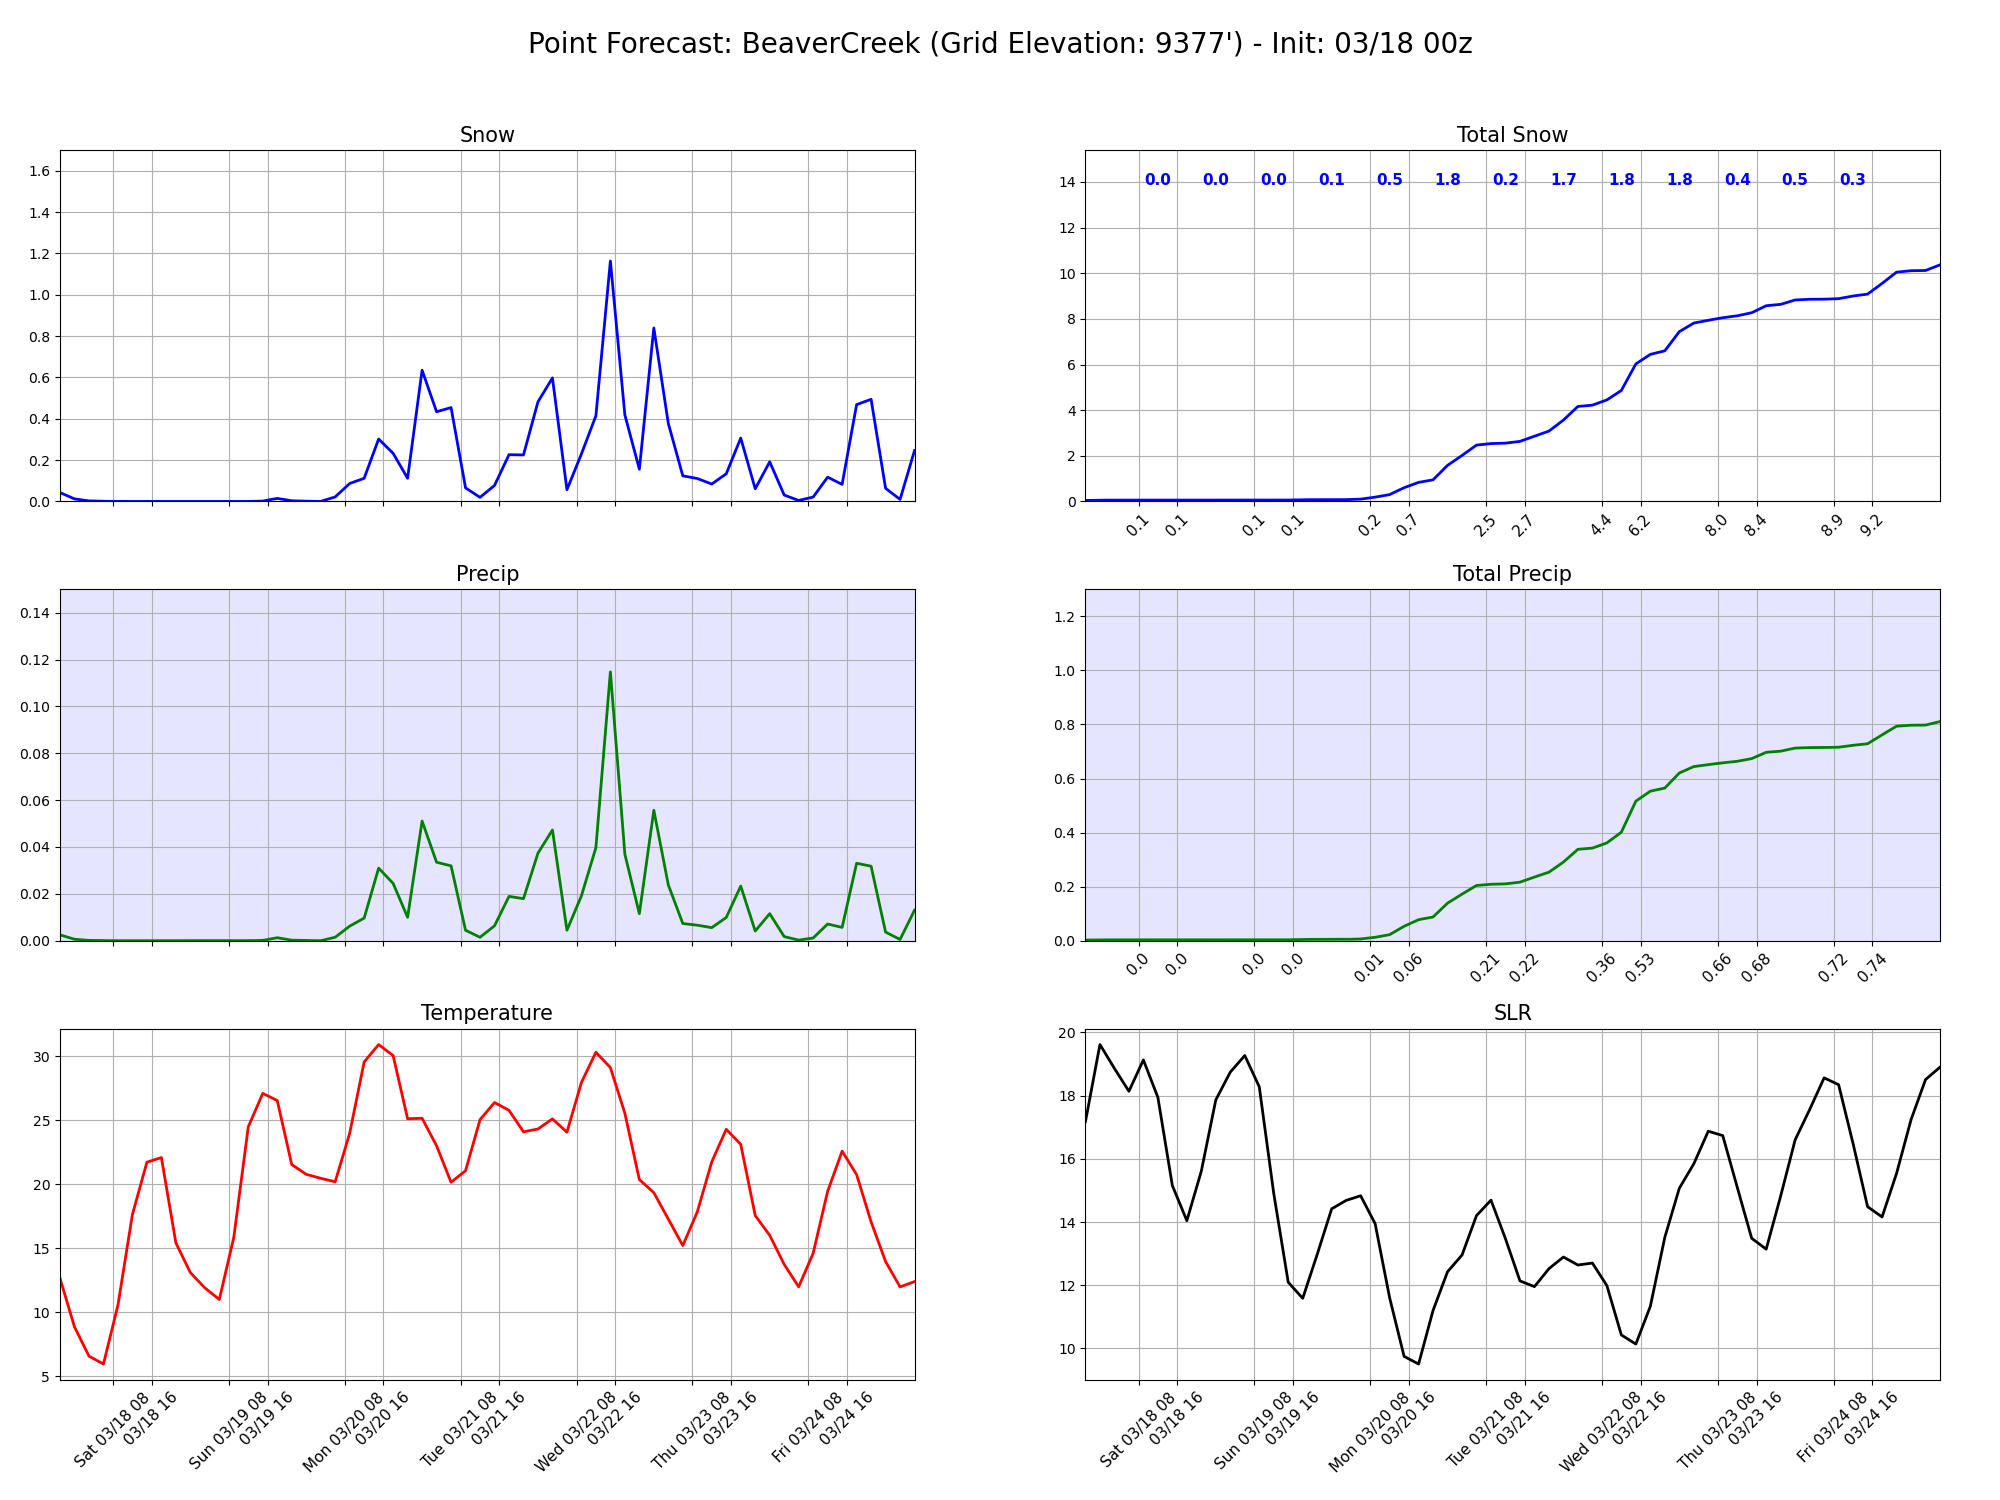 Point Forecast: BeaverCreek (Grid Elevation: 9377') - Init: 03/18 00z
Snow
1.6
1.4
1.2
1.0
0.8
0.6
0.4
0.2
0.0
Total Snow
0.0 0.0 0.0 0.1 0.5 1.8 0.2 1.7 1.8 1.8 0.4 0.5 0.3
14
12
10
8
6
4
2
0
0.1 0.1 0.1 0.1 0.2 0.7 2.5 2.7 4.4 6.2 8.0 8.4 8.9 9.2
Precip
0.14
0.12
0.10
0.08
0.06
0.04
0.02
0.00
Total Precip
1.2
1.0
0.8
0.6
0.4
0.2
0.0
0.0 0.0 0.0 0.0 0.01 0.06 0.21 0.22 0.36 0.53 0.66 0.68 0.72 0.74
Temperature
30
25
20
15
10
5
Sat 03/18 08
03/18 16
Sun 03/19 08
03/19 16
Mon 03/20 08
03/20 16
Tue 03/21 08
03/21 16
Wed 03/22 08
03/22 16
Thu 03/23 08
03/23 16
Fri 03/24 08
03/24 16
SLR
20
18
16
14
12
10
Sat 03/18 08
03/18 16
Sun 03/19 08
03/19 16
Mon 03/20 08
03/20 16
Tue 03/21 08
03/21 16
Wed 03/22 08
03/22 16
Thu 03/23 08
03/23 16
Fri 03/24 08
03/24 16